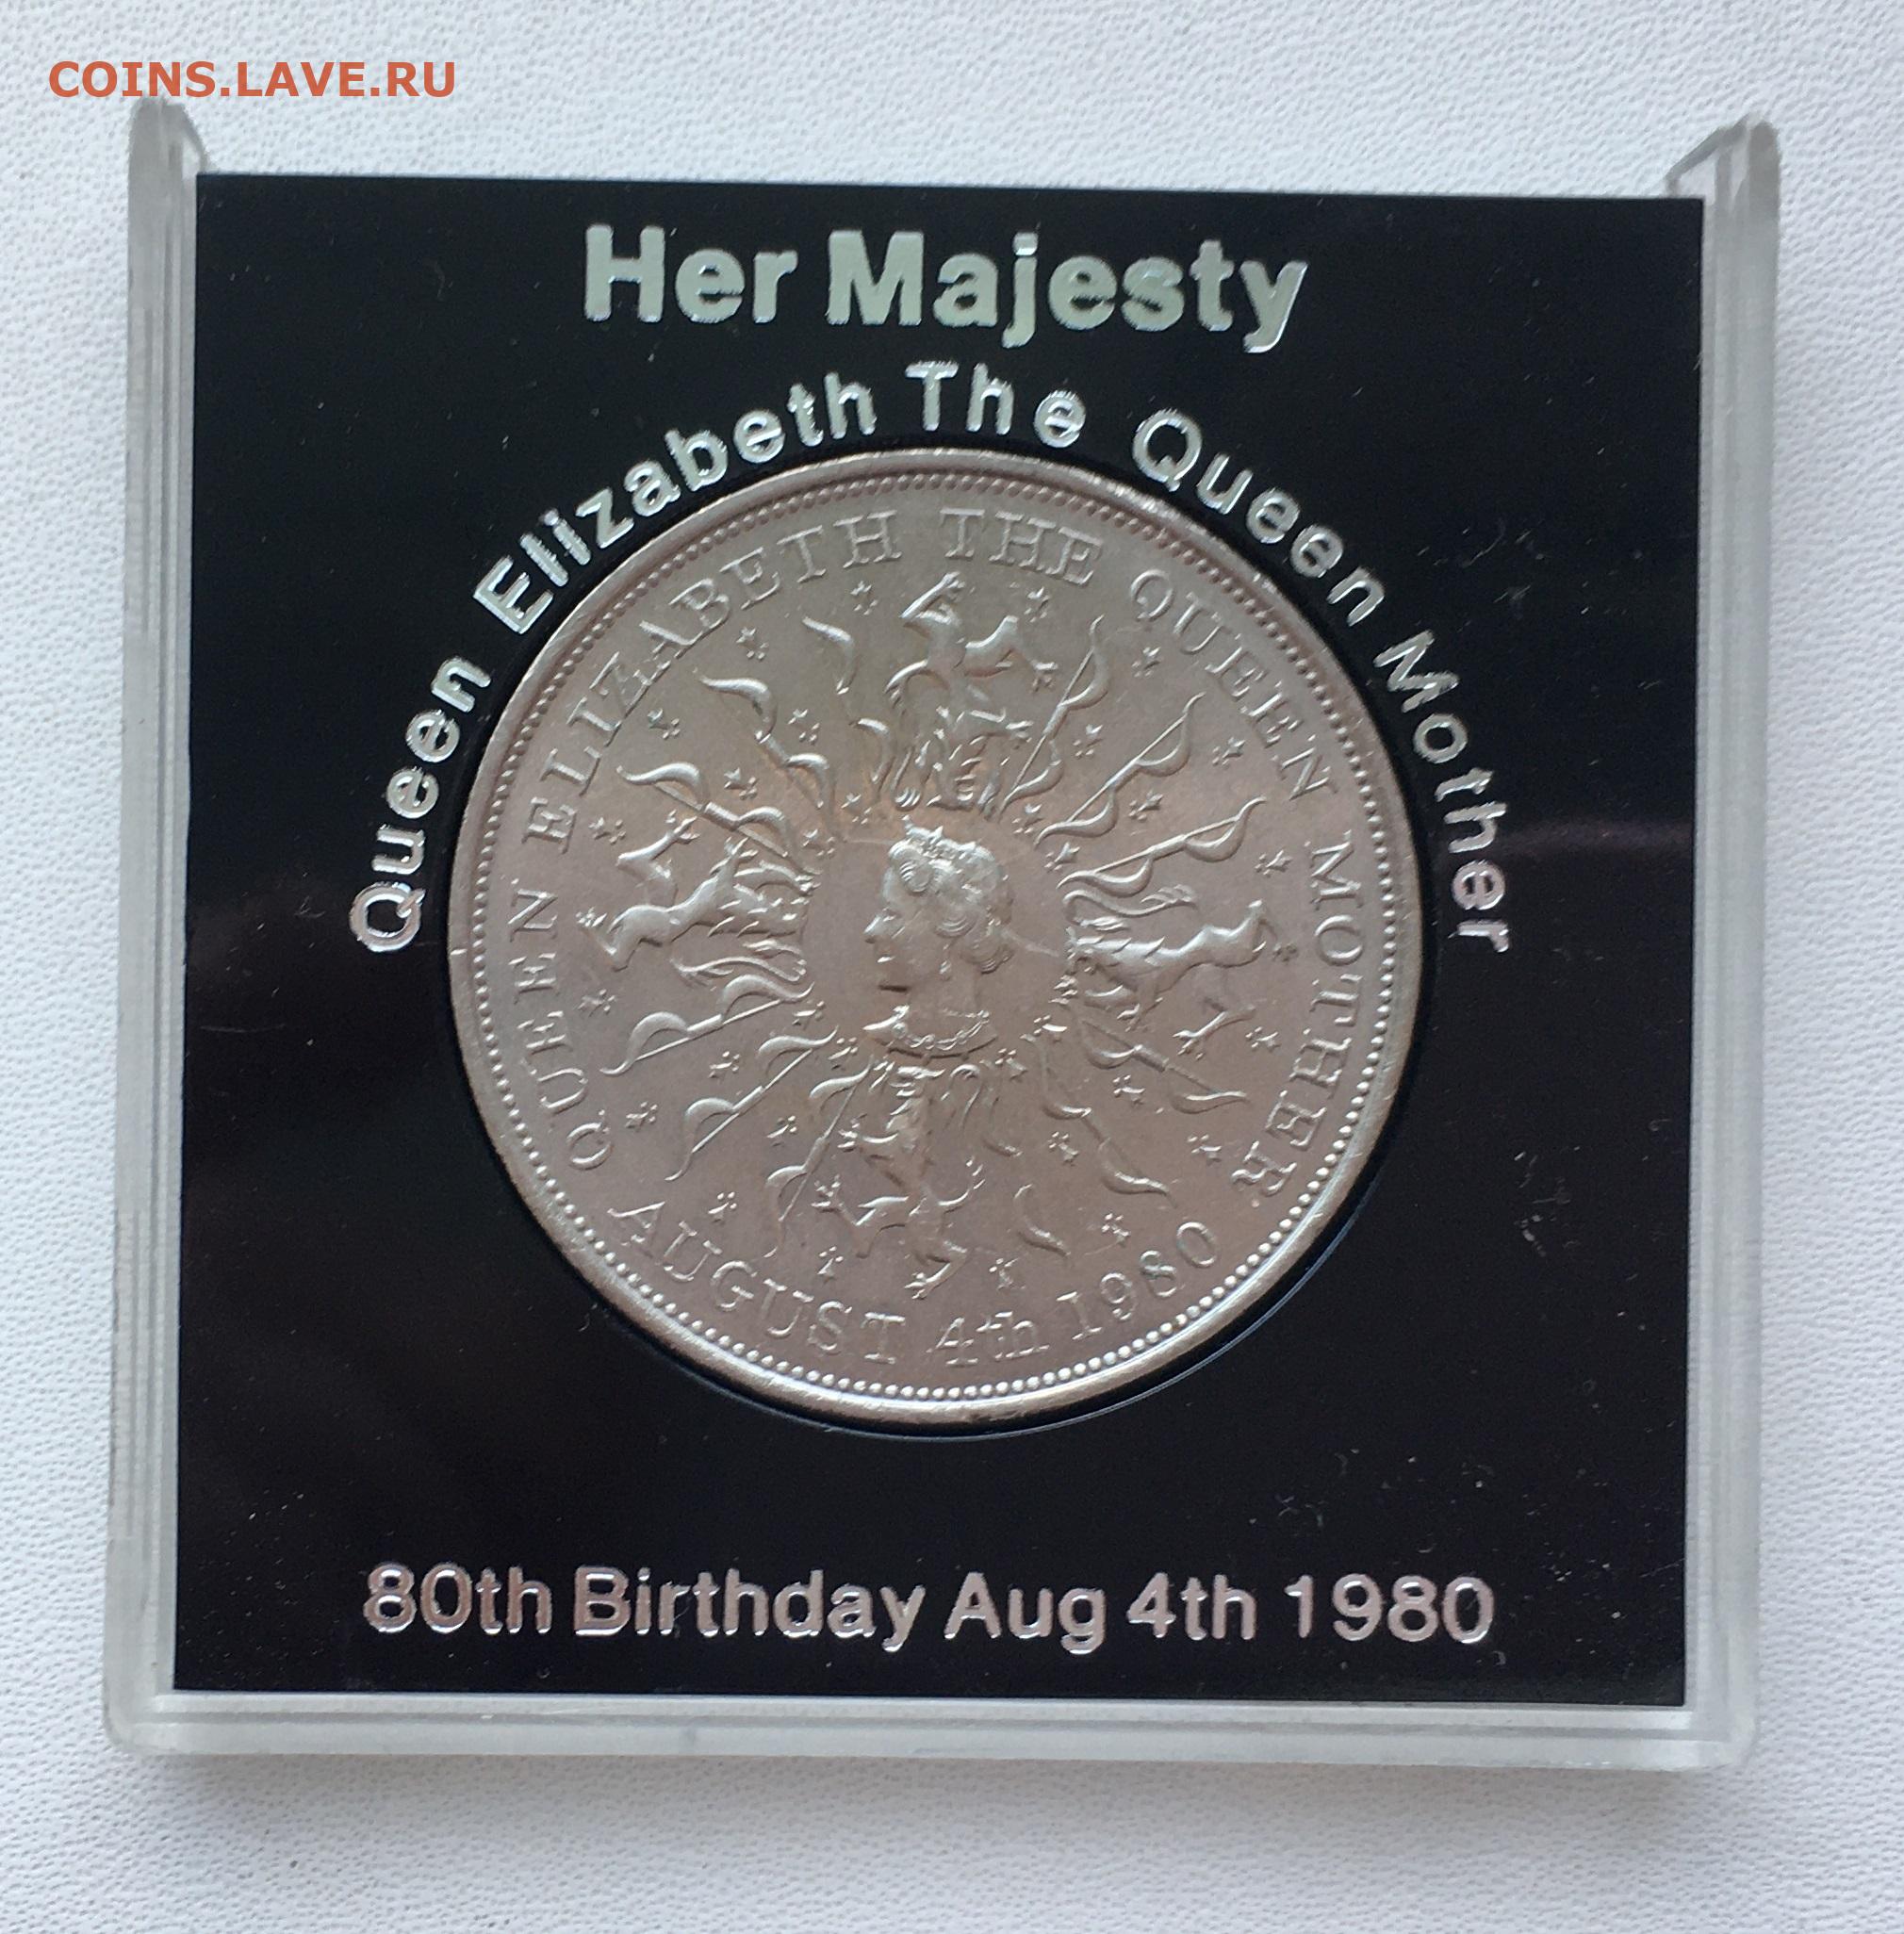 COINS.LAVE.RU
Her Majesty
Queen Elizabeth The Queen Mother
QUEEN ELIZABETH THE QUEEN MOTHER
AUGUST 4th 1980
80th Birthday Aug 4th 1980